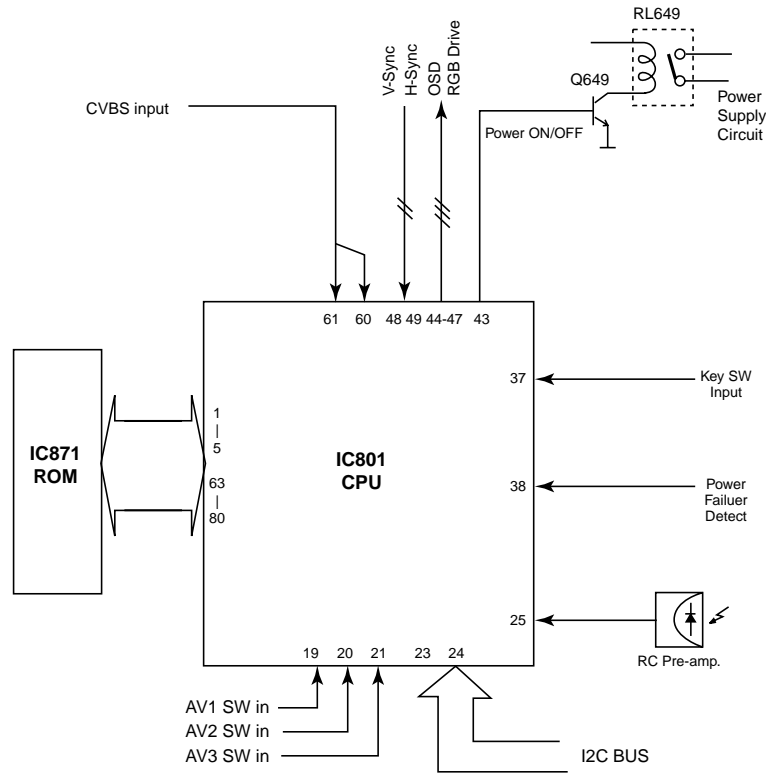 RL649
V-Sync
H-Sync
OSD
RGB Drive
Q649
CVBS input
Power ON/OFF
Power
Supply
Circuit
61 60 48 49 44-47 43
37
Key SW
Input
1
|
5
63
|
80
IC871
ROM
IC801
CPU
38
Power
Failuer
Detect
25
RC Pre-amp.
19 20 21 23 24
AV1 SW in
AV2 SW in
AV3 SW in
I2C BUS